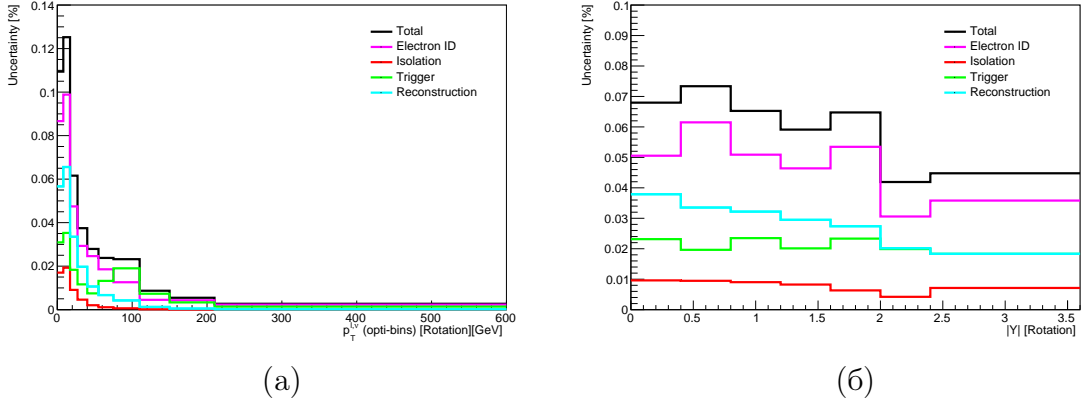 Uncertainty [%]
0.14
0.12
0.1
0.08
0.06
0.04
0.02
0
Total
Electron ID
Isolation
Trigger
Reconstruction
0 100 200 300 400 500 600
p_T^{l,ν} (opti-bins) [Rotation][GeV]
(а)
Uncertainty [%]
0.1
0.09
0.08
0.07
0.06
0.05
0.04
0.03
0.02
0.01
0
Total
Electron ID
Isolation
Trigger
Reconstruction
0 0.5 1 1.5 2 2.5 3 3.5
|Y| [Rotation]
(б)